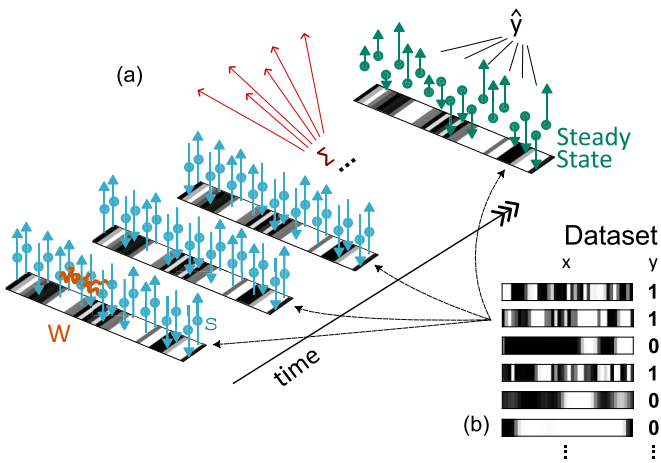 ŷ
(a)
Steady
State
Σ
...
Dataset
x y
1
1
0
1
0
0
S
W
time
(b)